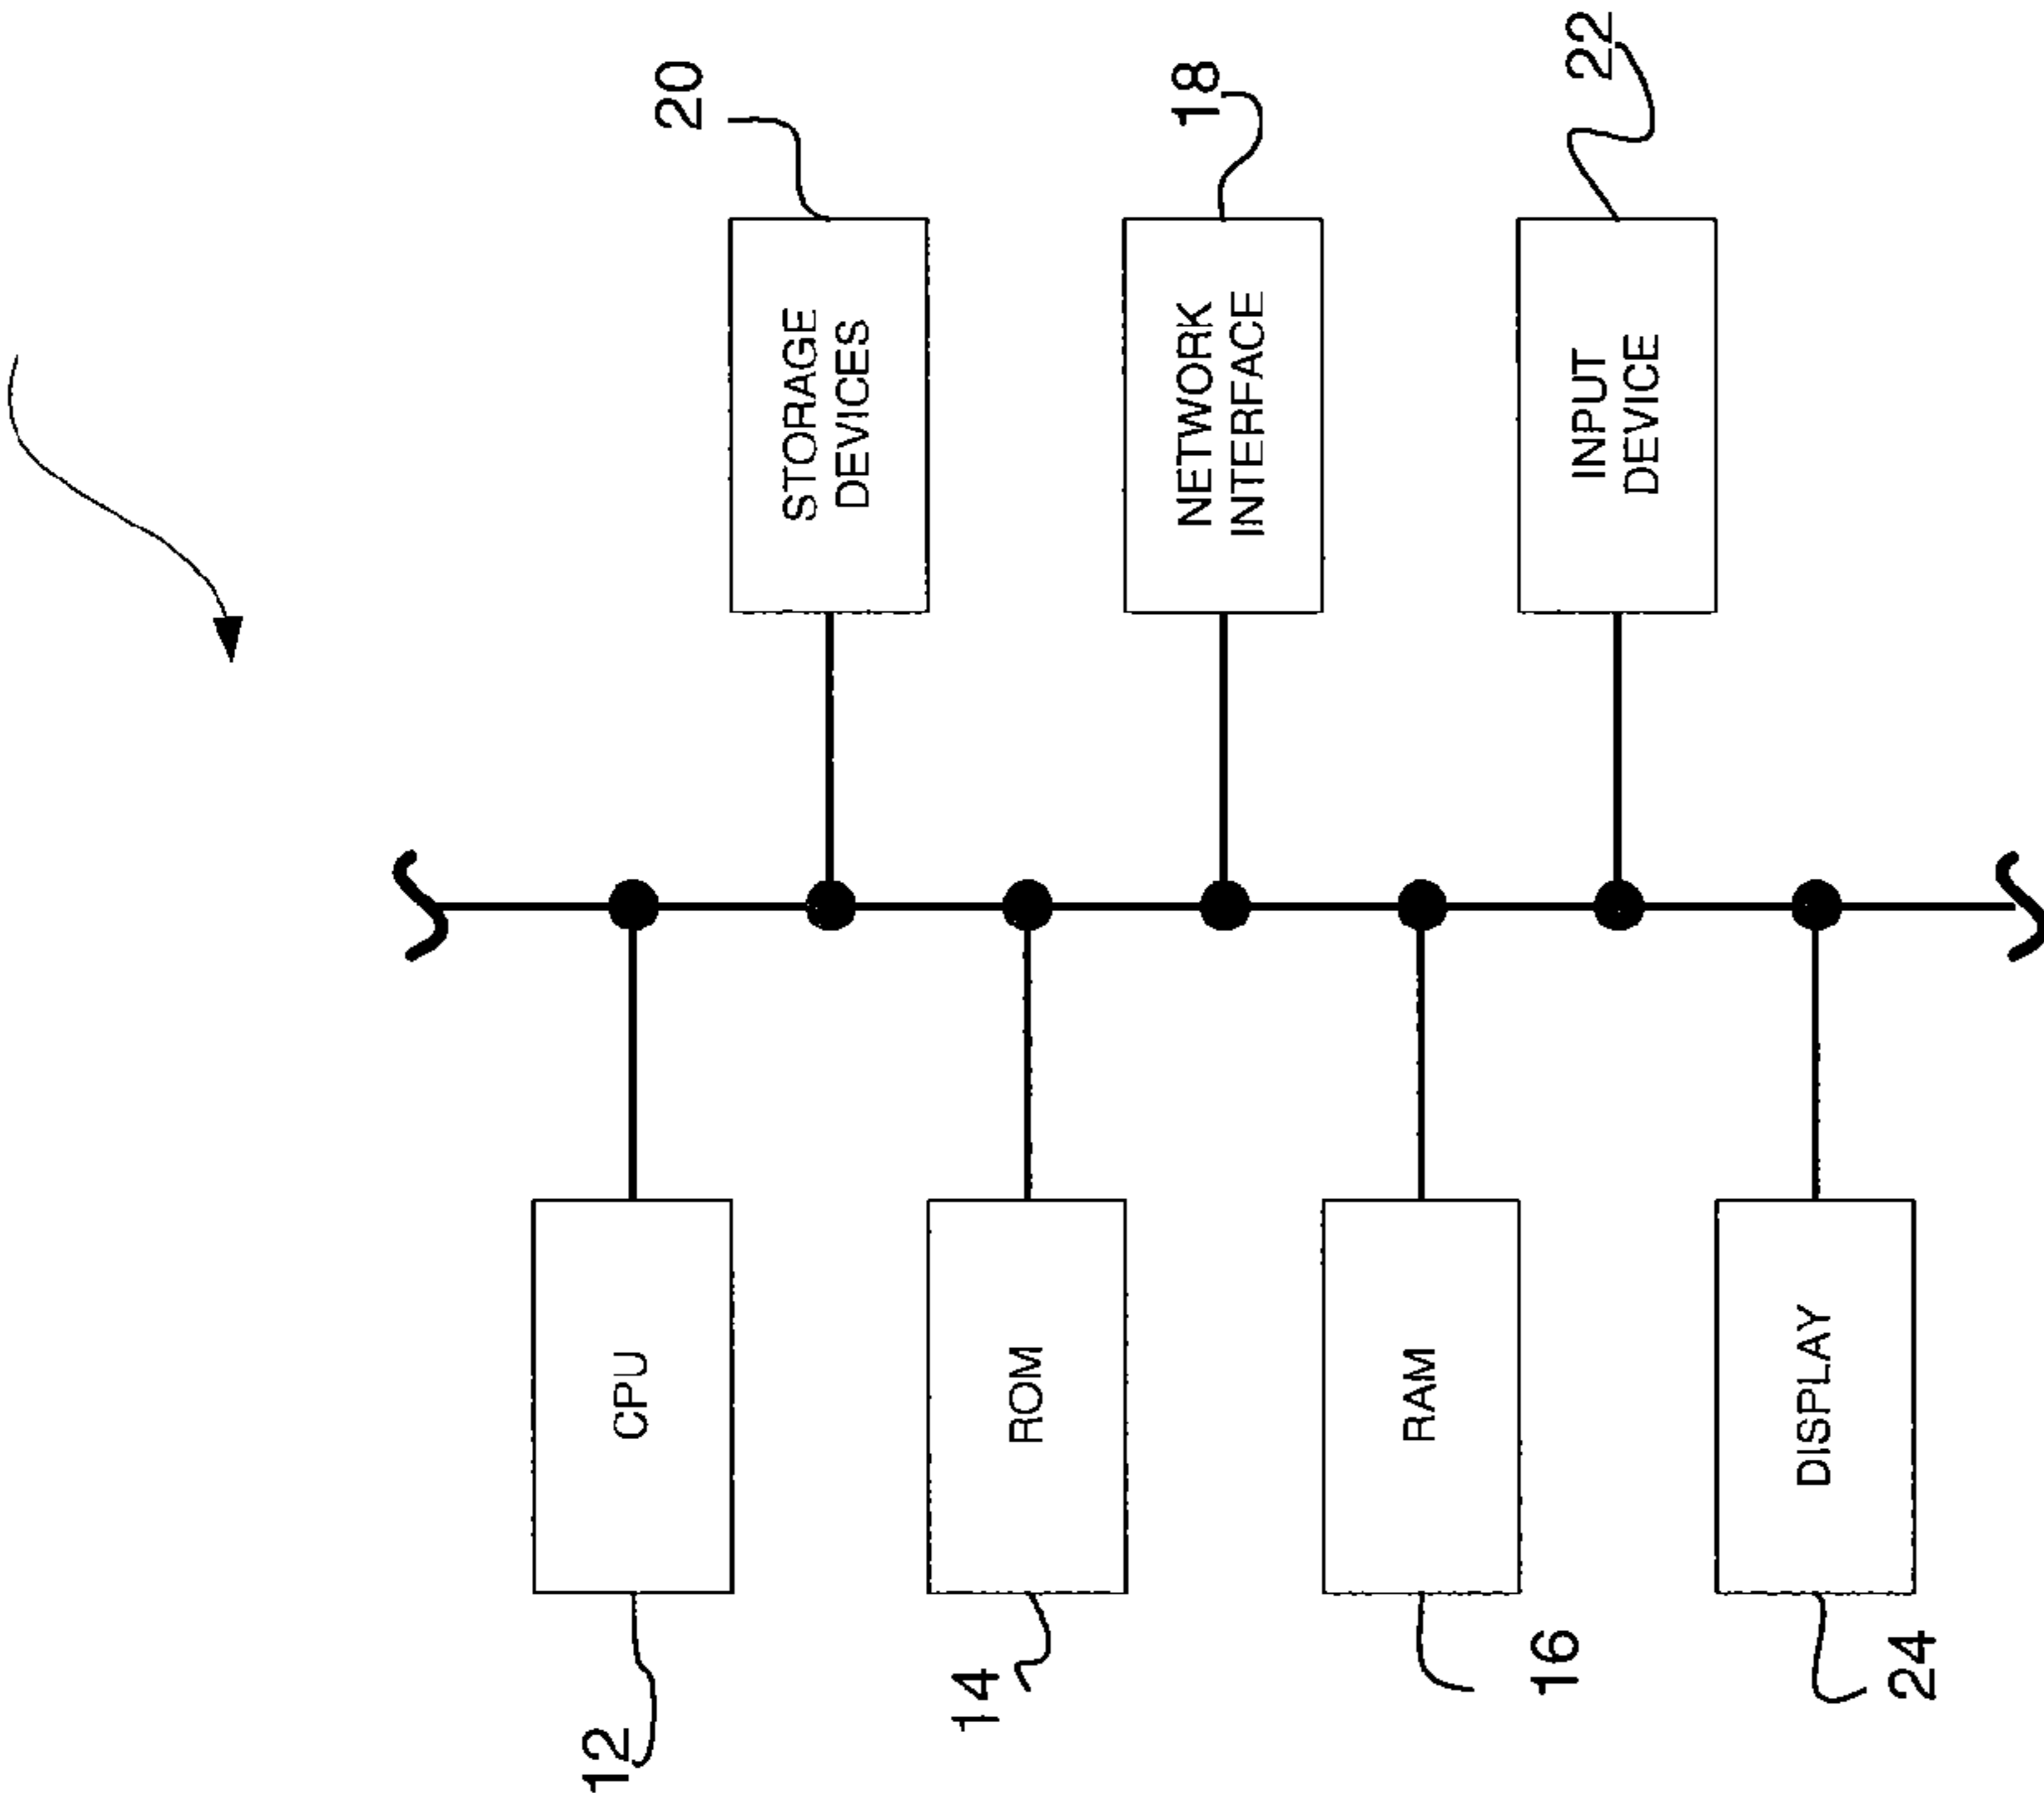 12
CPU
20
STORAGE
DEVICES
14
ROM
18
NETWORK
INTERFACE
16
RAM
22
INPUT
DEVICE
24
DISPLAY